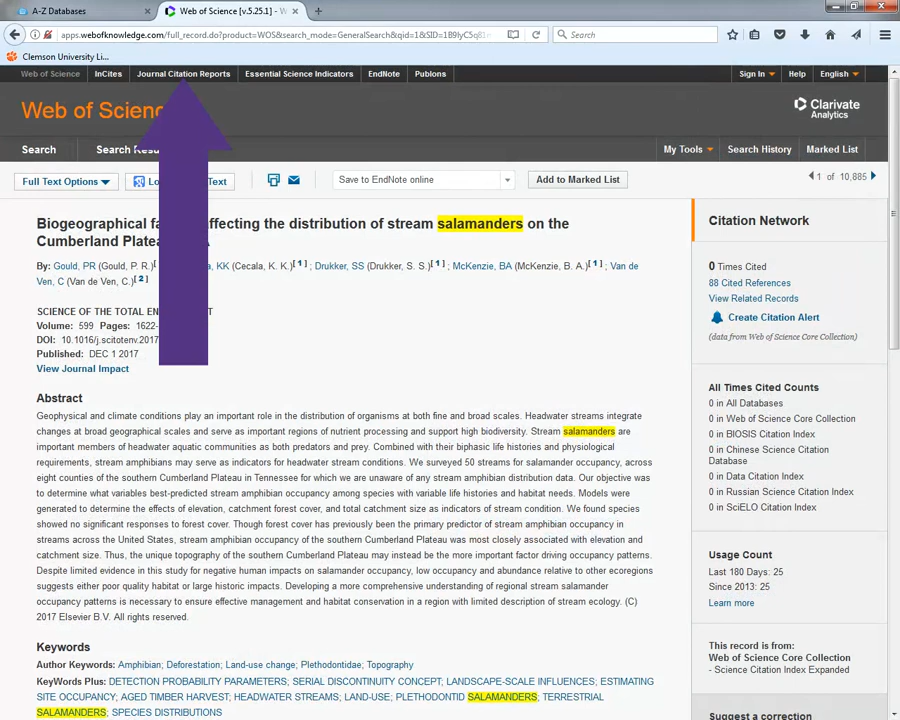 A-Z Databases
Web of Science [v.5.25.1] - W...
apps.webofknowledge.com/full_record.do?product=WOS&search_mode=GeneralSearch&qid=1&SID=1B9lyC5q81r
Search
Clemson University Li...
Web of Science InCites Journal Citation Reports Essential Science Indicators EndNote Publons Sign In Help English
Web of Scienc
Clarivate
Analytics
Search Search Resu My Tools Search History Marked List
Full Text Options Lo Text Save to EndNote online Add to Marked List 1 of 10,885
Biogeographical fa affecting the distribution of stream salamanders on the
Cumberland Plateau A
By: Gould, PR (Gould, P. R.)[ a, KK (Cecala, K. K.)[ 1 ] ; Drukker, SS (Drukker, S. S.)[ 1 ] ; McKenzie, BA (McKenzie, B. A.)[ 1 ] ; Van de
Ven, C (Van de Ven, C.)[ 2 ]
SCIENCE OF THE TOTAL EN T
Volume: 599 Pages: 1622-
DOI: 10.1016/j.scitotenv.2017
Published: DEC 1 2017
View Journal Impact
Abstract
Geophysical and climate conditions play an important role in the distribution of organisms at both fine and broad scales. Headwater streams integrate
changes at broad geographical scales and serve as important regions of nutrient processing and support high biodiversity. Stream salamanders are
important members of headwater aquatic communities as both predators and prey. Combined with their biphasic life histories and physiological
requirements, stream amphibians may serve as indicators for headwater stream conditions. We surveyed 50 streams for salamander occupancy, across
eight counties of the southern Cumberland Plateau in Tennessee for which we are unaware of any stream amphibian distribution data. Our objective was
to determine what variables best-predicted stream amphibian occupancy among species with variable life histories and habitat needs. Models were
generated to determine the effects of elevation, catchment forest cover, and total catchment size as indicators of stream condition. We found species
showed no significant responses to forest cover. Though forest cover has previously been the primary predictor of stream amphibian occupancy in
streams across the United States, stream amphibian occupancy of the southern Cumberland Plateau was most closely associated with elevation and
catchment size. Thus, the unique topography of the southern Cumberland Plateau may instead be the more important factor driving occupancy patterns.
Despite limited evidence in this study for negative human impacts on salamander occupancy, low occupancy and abundance relative to other ecoregions
suggests either poor quality habitat or large historic impacts. Developing a more comprehensive understanding of regional stream salamander
occupancy patterns is necessary to ensure effective management and habitat conservation in a region with limited description of stream ecology. (C)
2017 Elsevier B.V. All rights reserved.
Keywords
Author Keywords: Amphibian; Deforestation; Land-use change; Plethodontidae; Topography
KeyWords Plus: DETECTION PROBABILITY PARAMETERS; SERIAL DISCONTINUITY CONCEPT; LANDSCAPE-SCALE INFLUENCES; ESTIMATING
SITE OCCUPANCY; AGED TIMBER HARVEST; HEADWATER STREAMS; LAND-USE; PLETHODONTID SALAMANDERS; TERRESTRIAL
SALAMANDERS; SPECIES DISTRIBUTIONS
Citation Network
0 Times Cited
88 Cited References
View Related Records
Create Citation Alert
(data from Web of Science Core Collection)
All Times Cited Counts
0 in All Databases
0 in Web of Science Core Collection
0 in BIOSIS Citation Index
0 in Chinese Science Citation
Database
0 in Data Citation Index
0 in Russian Science Citation Index
0 in SciELO Citation Index
Usage Count
Last 180 Days: 25
Since 2013: 25
Learn more
This record is from:
Web of Science Core Collection
- Science Citation Index Expanded
Suggest a correction